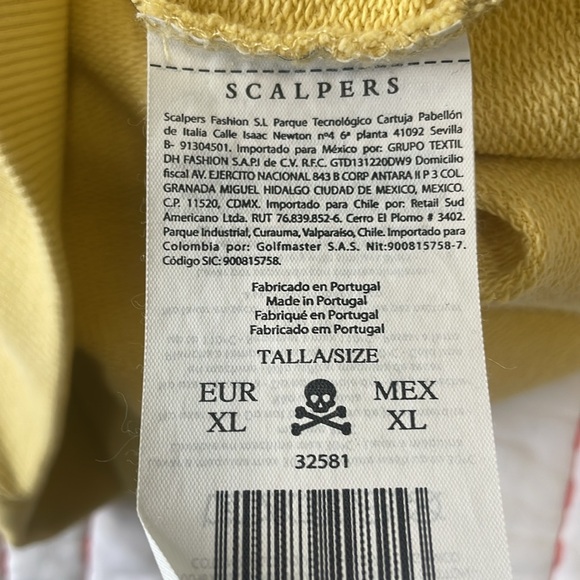 SCALPERS
Scalpers Fashion S.L Parque Tecnológico Cartuja Pabellón
de Italia Calle Isaac Newton nº4 6ª planta 41092 Sevilla
B- 91304501. Importado para México por: GRUPO TEXTIL
DH FASHION S.A.P.I de C.V. R.F.C. GTD131220DW9 Domicilio
fiscal AV. EJERCITO NACIONAL 843 B CORP ANTARA II P 3 COL.
GRANADA MIGUEL HIDALGO CIUDAD DE MEXICO, MEXICO.
C.P. 11520, CDMX. Importado para Chile por: Retail Sud
Americano Ltda. RUT 76.839.852-6. Cerro El Plomo # 3402.
Parque Industrial, Curauma, Valparaíso, Chile. Importado para
Colombia por: Golfmaster S.A.S. Nit:900815758-7.
Código SIC: 900815758.
Fabricado en Portugal
Made in Portugal
Fabriqué en Portugal
Fabricado em Portugal
TALLA/SIZE
EUR MEX
XL XL
32581